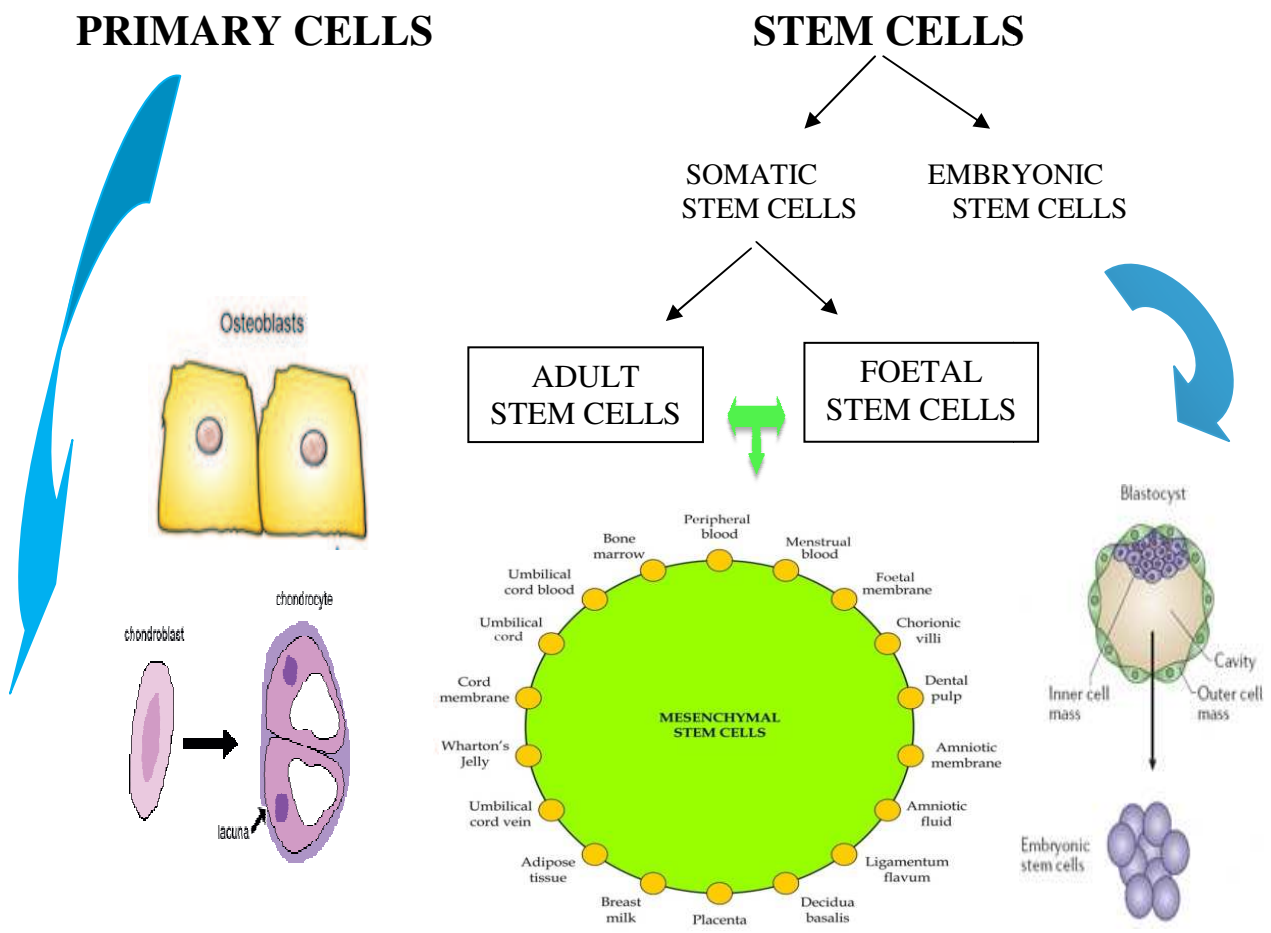 PRIMARY CELLS
STEM CELLS
SOMATIC
STEM CELLS
EMBRYONIC
STEM CELLS
ADULT
STEM CELLS
FOETAL
STEM CELLS
Osteoblasts
chondroblast
chondrocyte
lacuna
Peripheral
blood
Menstrual
blood
Foetal
membrane
Chorionic
villi
Dental
pulp
Amniotic
membrane
Amniotic
fluid
Ligamentum
flavum
Decidua
basalis
Placenta
Breast
milk
Adipose
tissue
Umbilical
cord vein
Wharton's
Jelly
Cord
membrane
Umbilical
cord
Umbilical
cord blood
Bone
marrow
MESENCHYMAL
STEM CELLS
Blastocyst
Cavity
Inner cell
mass
Outer cell
mass
Embryonic
stem cells